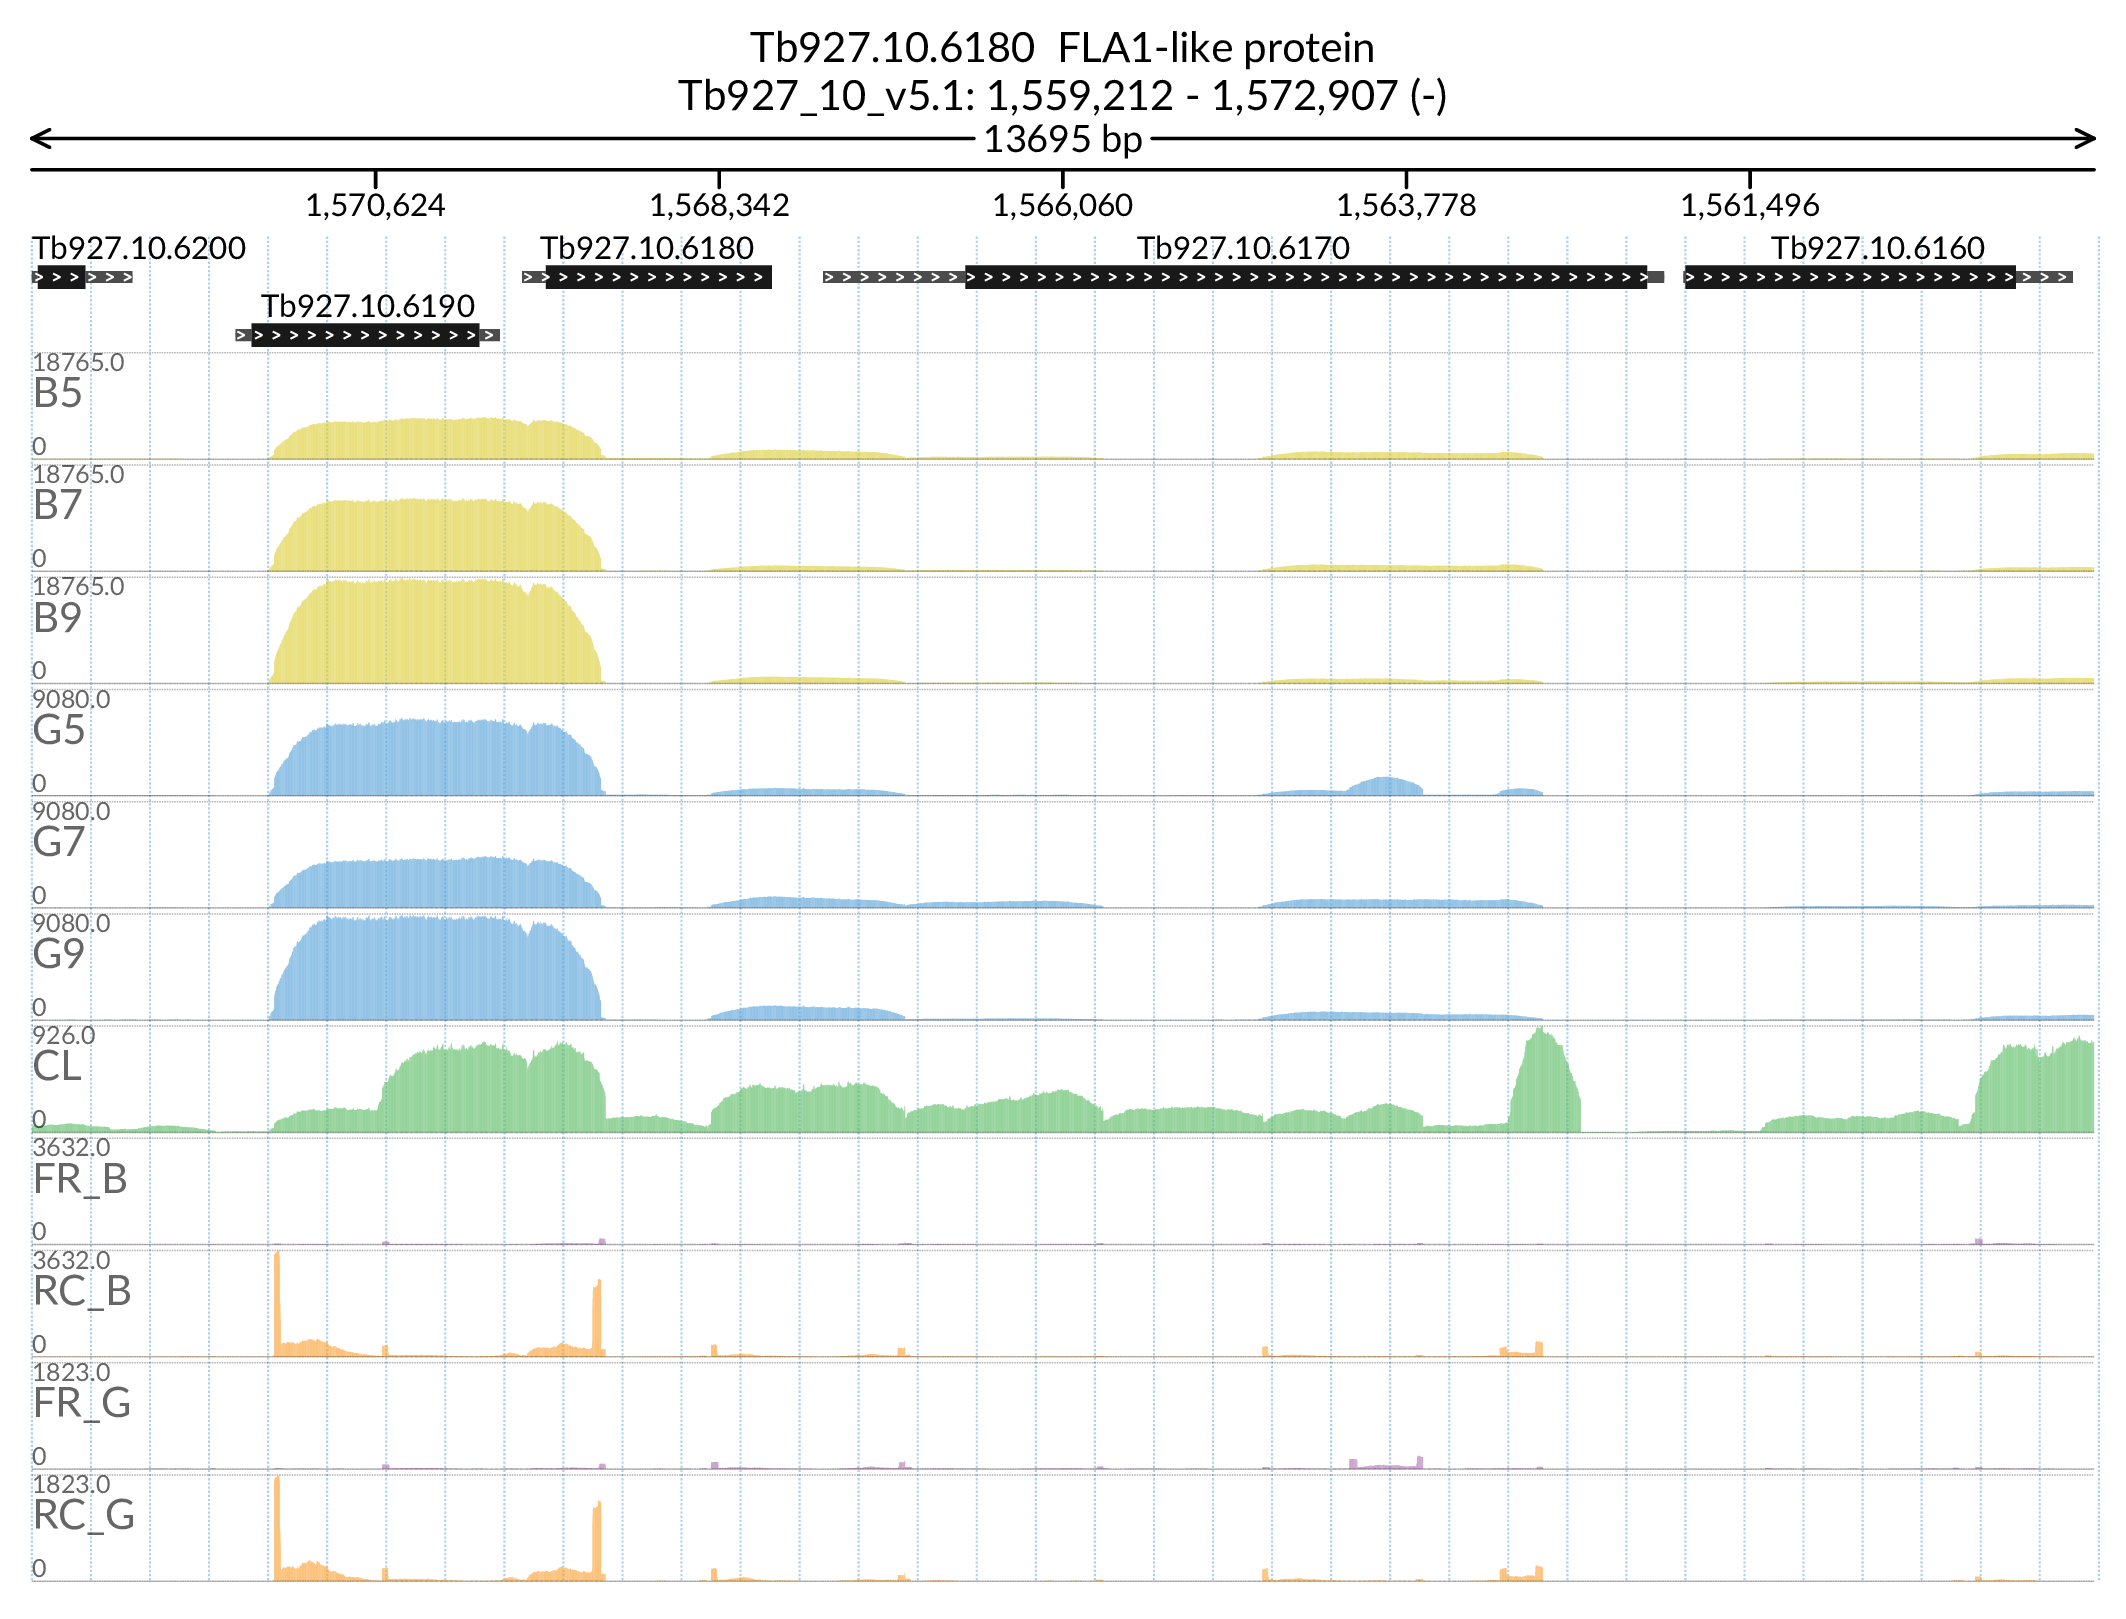 Tb927.10.6180 FLA1-like protein
Tb927_10_v5.1: 1,559,212 - 1,572,907 (-)
13695 bp
1,570,624 1,568,342 1,566,060 1,563,778 1,561,496
Tb927.10.6200 Tb927.10.6180 Tb927.10.6170 Tb927.10.6160
Tb927.10.6190
18765.0
B5
0
18765.0
B7
0
18765.0
B9
0
9080.0
G5
0
9080.0
G7
0
9080.0
G9
0
926.0
CL
0
3632.0
FR_B
0
3632.0
RC_B
0
1823.0
FR_G
0
1823.0
RC_G
0